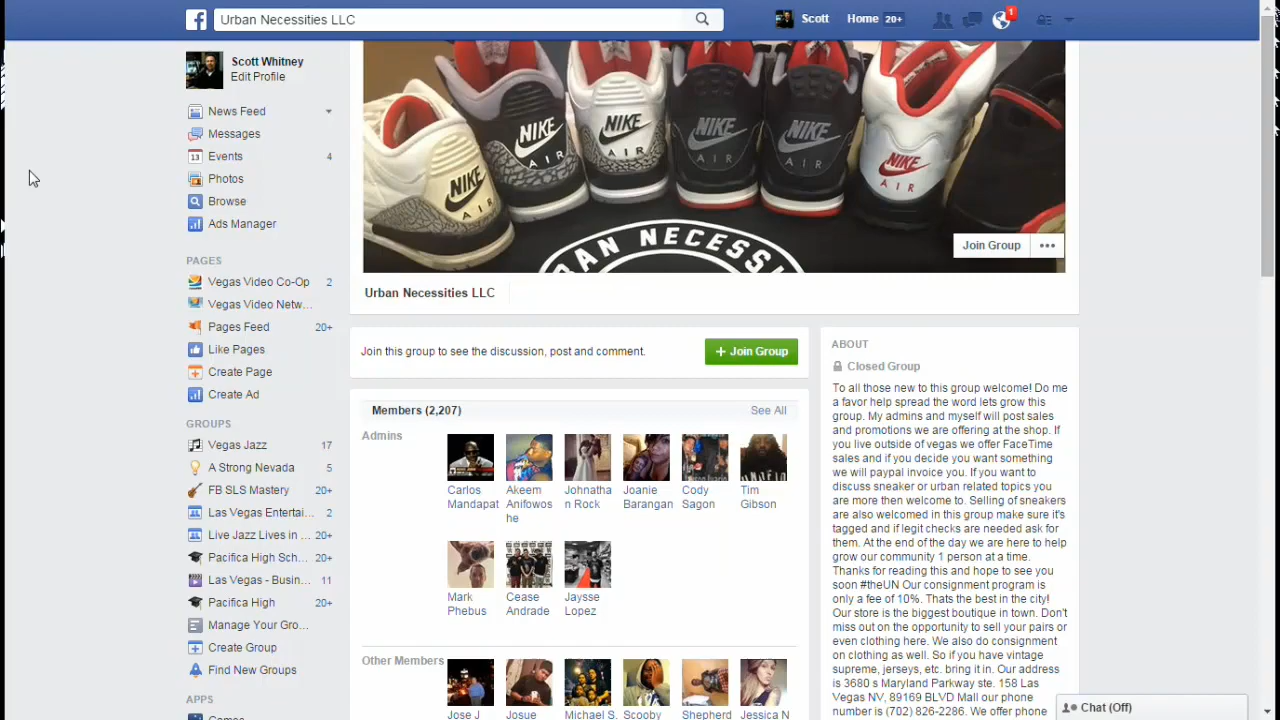 Urban Necessities LLC
Scott
Home 20+
1
Scott Whitney
Edit Profile
News Feed
Messages
13 Events 4
Photos
Browse
Ads Manager
PAGES
Vegas Video Co-Op 2
Vegas Video Netw...
Pages Feed 20+
Like Pages
Create Page
Create Ad
GROUPS
Vegas Jazz 17
A Strong Nevada 5
FB SLS Mastery 20+
Las Vegas Entertai... 2
Live Jazz Lives in ... 20+
Pacifica High Sch... 20+
Las Vegas - Busin... 11
Pacifica High 20+
Manage Your Gro...
Create Group
Find New Groups
APPS
Games
NIKE
AIR
NIKE
AIR
NIKE
AIR
NIKE
AIR
NIKE
AIR
NIKE
AIR
BAN NECESSI
Join Group
Urban Necessities LLC
Join this group to see the discussion, post and comment.
+ Join Group
Members (2,207)
See All
Admins
Carlos
Mandapat
Akeem
Anifowos
he
Johnatha
n Rock
Joanie
Barangan
Cody
Sagon
Tim
Gibson
Mark
Phebus
Cease
Andrade
Jaysse
Lopez
Other Members
Jose J
Josue
Michael S.
Scooby
Shepherd
Jessica N
ABOUT
Closed Group
To all those new to this group welcome! Do me
a favor help spread the word lets grow this
group. My admins and myself will post sales
and promotions we are offering at the shop. If
you live outside of vegas we offer FaceTime
sales and if you decide you want something
we will paypal invoice you. If you want to
discuss sneaker or urban related topics you
are more then welcome to. Selling of sneakers
are also welcomed in this group make sure it's
tagged and if legit checks are needed ask for
them. At the end of the day we are here to help
grow our community 1 person at a time.
Thanks for reading this and hope to see you
soon #theUN Our consignment program is
only a fee of 10%. Thats the best in the city!
Our store is the biggest boutique in town. Don't
miss out on the opportunity to sell your pairs or
even clothing here. We also do consignment
on clothing as well. So if you have vintage
supreme, jerseys, etc. bring it in. Our address
is 3680 s Maryland Parkway ste. 158 Las
Vegas NV, 89169 BLVD Mall our phone
number is (702) 826-2286. We offer phone
Chat (Off)